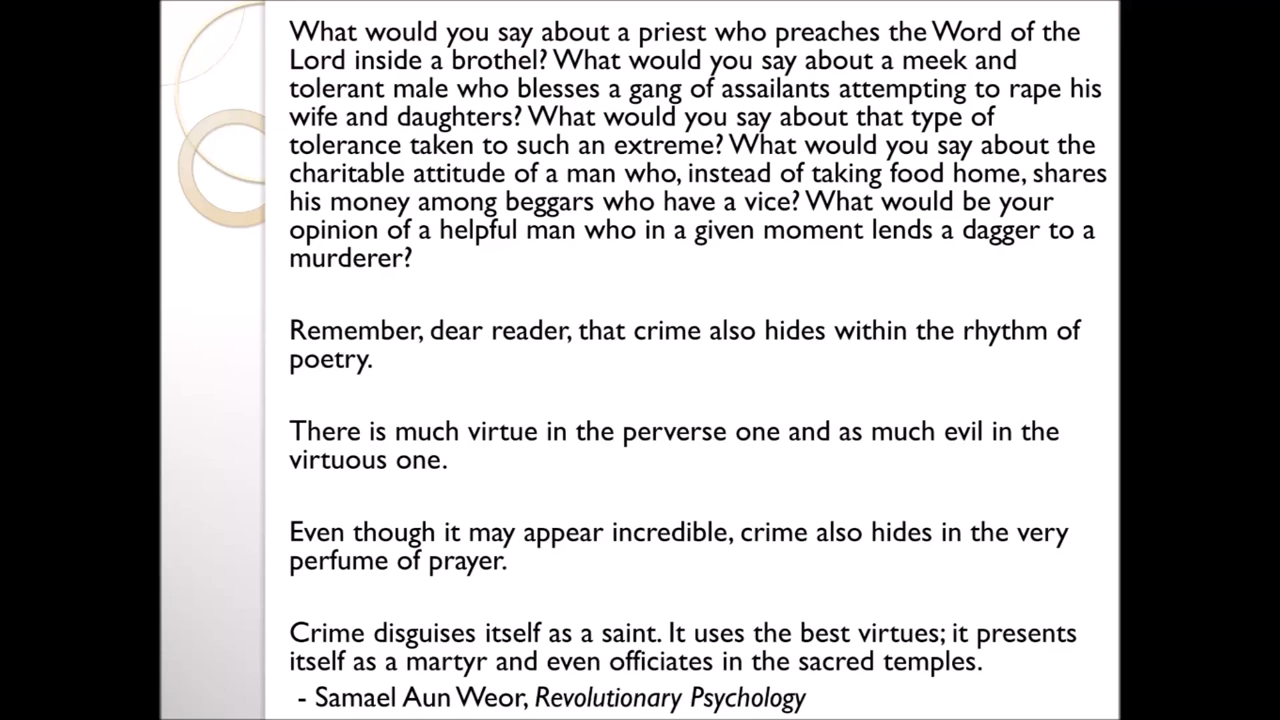 What would you say about a priest who preaches the Word of the
Lord inside a brothel? What would you say about a meek and
tolerant male who blesses a gang of assailants attempting to rape his
wife and daughters? What would you say about that type of
tolerance taken to such an extreme? What would you say about the
charitable attitude of a man who, instead of taking food home, shares
his money among beggars who have a vice? What would be your
opinion of a helpful man who in a given moment lends a dagger to a
murderer?
Remember, dear reader, that crime also hides within the rhythm of
poetry.
There is much virtue in the perverse one and as much evil in the
virtuous one.
Even though it may appear incredible, crime also hides in the very
perfume of prayer.
Crime disguises itself as a saint. It uses the best virtues; it presents
itself as a martyr and even officiates in the sacred temples.
- Samael Aun Weor, Revolutionary Psychology